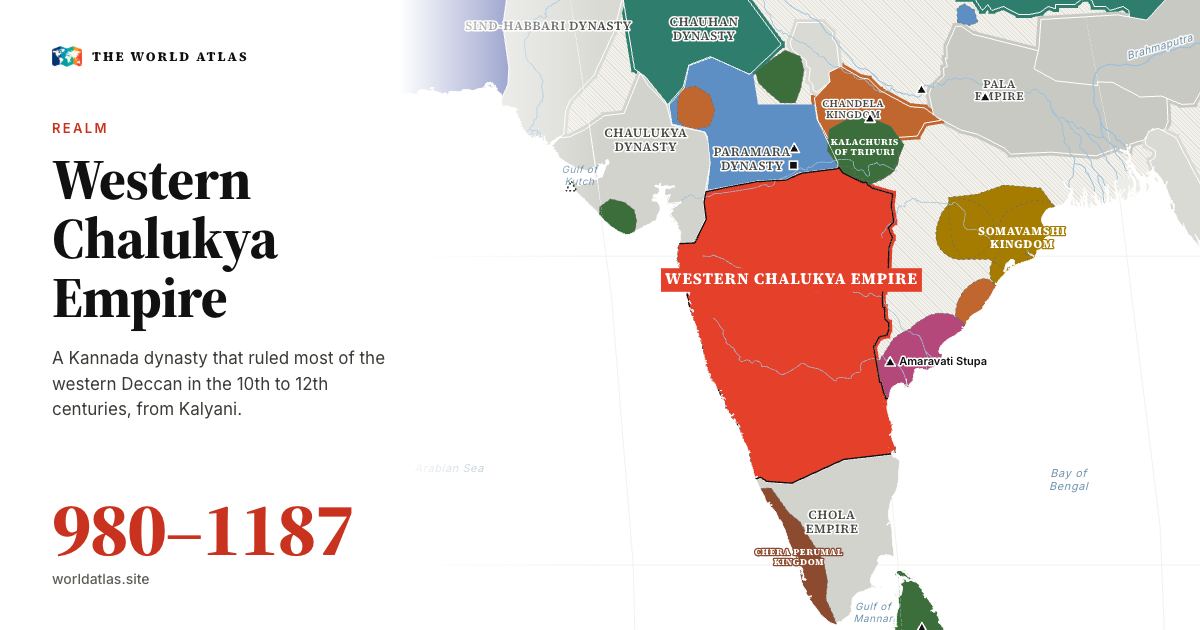 THE WORLD ATLAS
REALM
Western
Chalukya
Empire
A Kannada dynasty that ruled most of the
western Deccan in the 10th to 12th
centuries, from Kalyani.
980–1187
worldatlas.site
SIND-HABBARI DYNASTY
CHAUHAN
DYNASTY
Brahmaputra
PALA
EMPIRE
CHANDELA
KINGDOM
CHAULUKYA
DYNASTY
PARAMARA
DYNASTY
KALACHURIS
OF TRIPURI
Gulf of
Kutch
SOMAVAMSHI
KINGDOM
WESTERN CHALUKYA EMPIRE
Amaravati Stupa
Arabian Sea
Bay of
Bengal
CHOLA
EMPIRE
CHERA PERUMAL
KINGDOM
Gulf of
Mannar